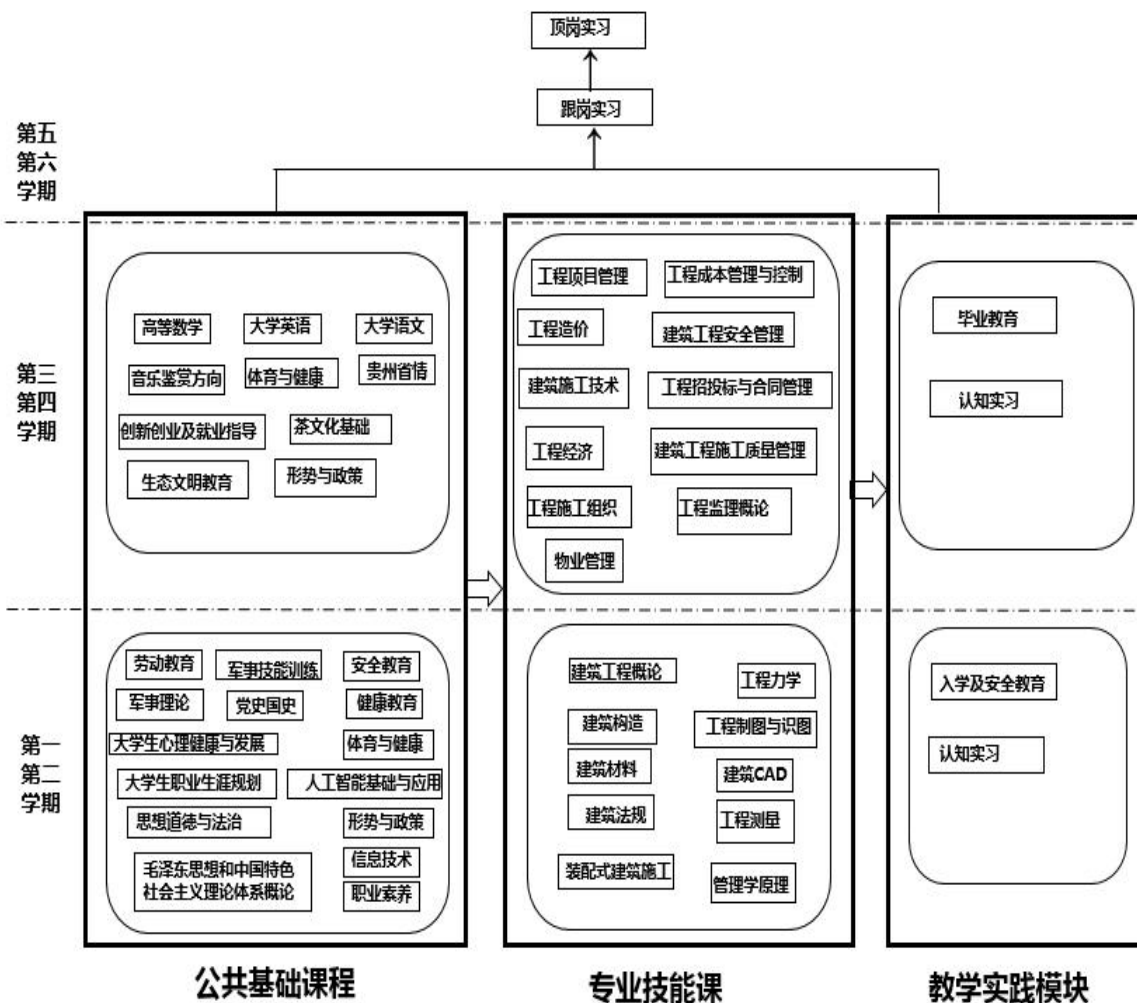 顶岗实习
跟岗实习
第五
第六
学期
第三
第四
学期
高等数学
大学英语
大学语文
音乐鉴赏方向
体育与健康
贵州省情
创新创业及就业指导
茶文化基础
生态文明教育
形势与政策
工程项目管理
工程成本管理与控制
工程造价
建筑工程安全管理
建筑施工技术
工程招投标与合同管理
工程经济
建筑工程施工质量管理
工程施工组织
工程监理概论
物业管理
毕业教育
认知实习
第一
第二
学期
劳动教育
军事技能训练
安全教育
军事理论
党史国史
健康教育
大学生心理健康与发展
体育与健康
大学生职业生涯规划
人工智能基础与应用
思想道德与法治
形势与政策
毛泽东思想和中国特色
社会主义理论体系概论
信息技术
职业素养
建筑工程概论
工程力学
建筑构造
工程制图与识图
建筑材料
建筑CAD
建筑法规
工程测量
装配式建筑施工
管理学原理
入学及安全教育
认知实习
公共基础课程
专业技能课
教学实践模块